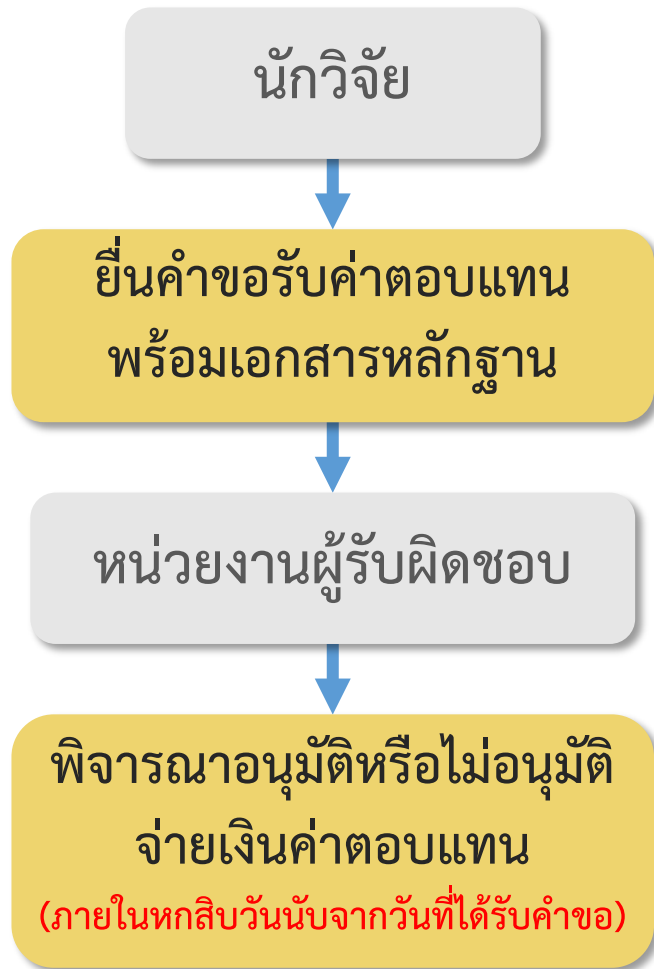 นักวิจัย
ยื่นคำขอรับค่าตอบแทน
พร้อมเอกสารหลักฐาน
หน่วยงานผู้รับผิดชอบ
พิจารณาอนุมัติหรือไม่อนุมัติ
จ่ายเงินค่าตอบแทน
(ภายในหกสิบวันนับจากวันที่ได้รับคำขอ)